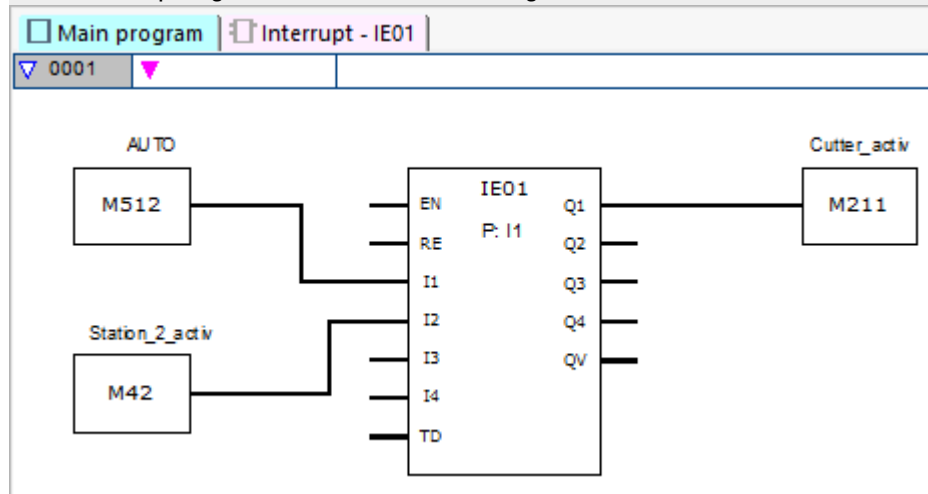 Main program
Interrupt - IE01
0001
AUTO
M512
Station_2_activ
M42
IE01
P: I1
EN
RE
I1
I2
I3
I4
TD
Q1
Q2
Q3
Q4
QV
Cutter_activ
M211